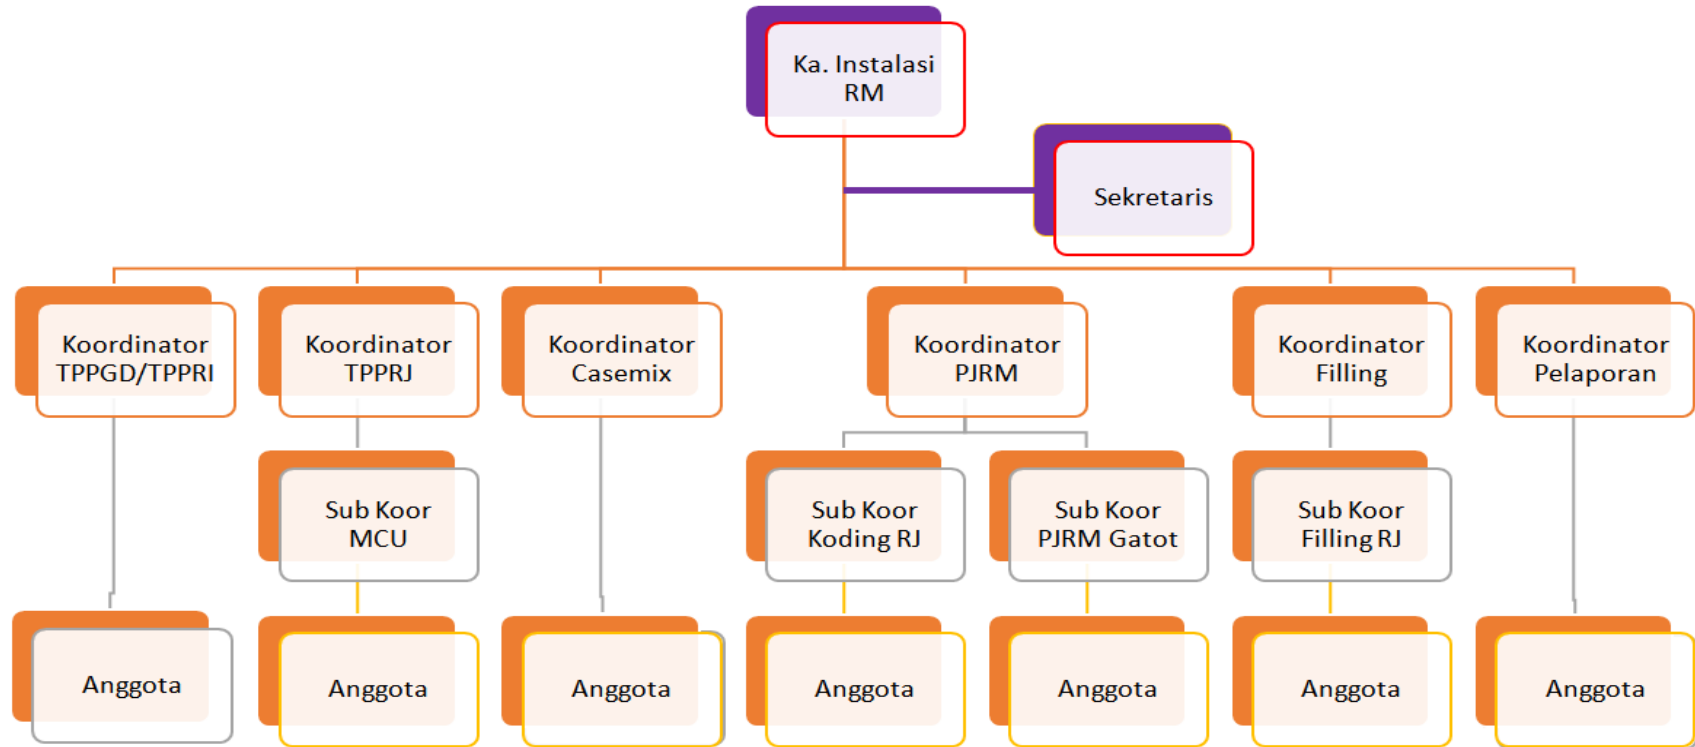 Ka. Instalasi
RM
Sekretaris
Koordinator
TPPGD/TPPRI
Koordinator
TPPRJ
Koordinator
Casemix
Koordinator
PJRM
Koordinator
Filling
Koordinator
Pelaporan
Sub Koor
MCU
Sub Koor
Koding RJ
Sub Koor
PJRM Gatot
Sub Koor
Filling RJ
Anggota
Anggota
Anggota
Anggota
Anggota
Anggota
Anggota